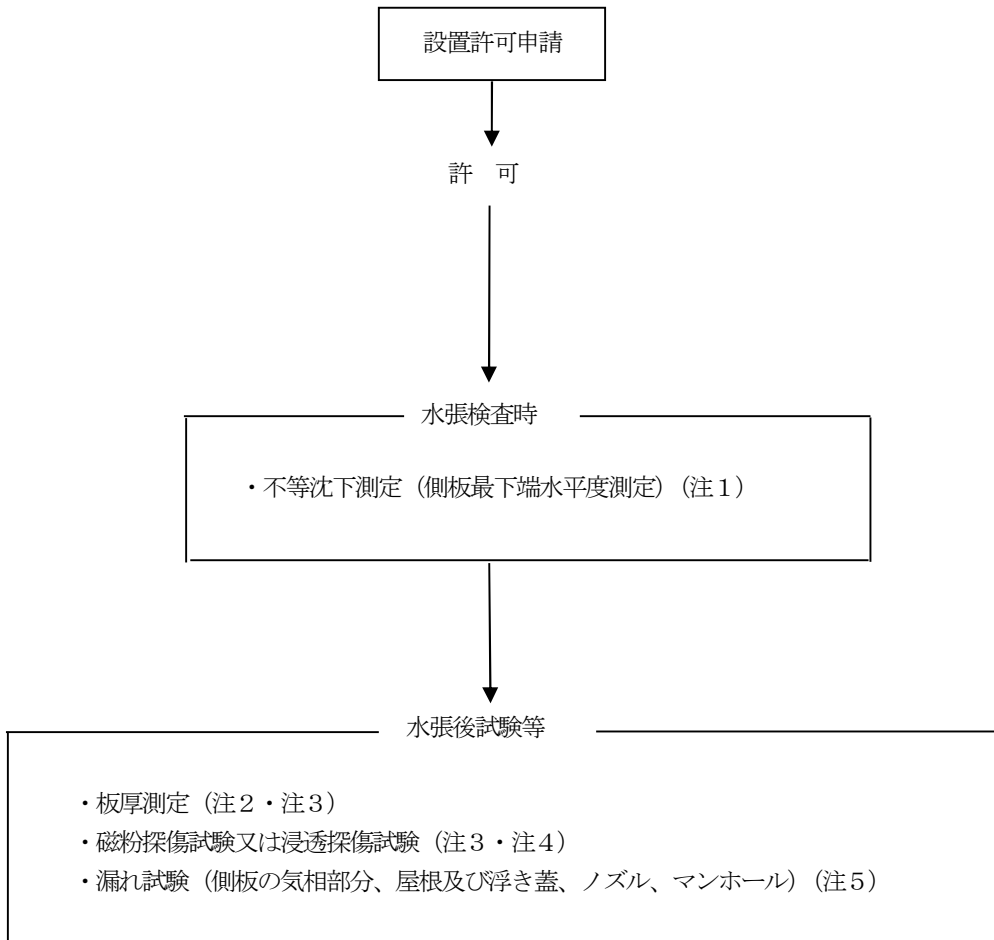 設置許可申請
許　可
水張検査時
・不等沈下測定（側板最下端水平度測定）（注１）
水張後試験等
・板厚測定（注２・注３）
・磁粉探傷試験又は浸透探傷試験（注３・注４）
・漏れ試験（側板の気相部分、屋根及び浮き蓋、ノズル、マンホール）（注５）